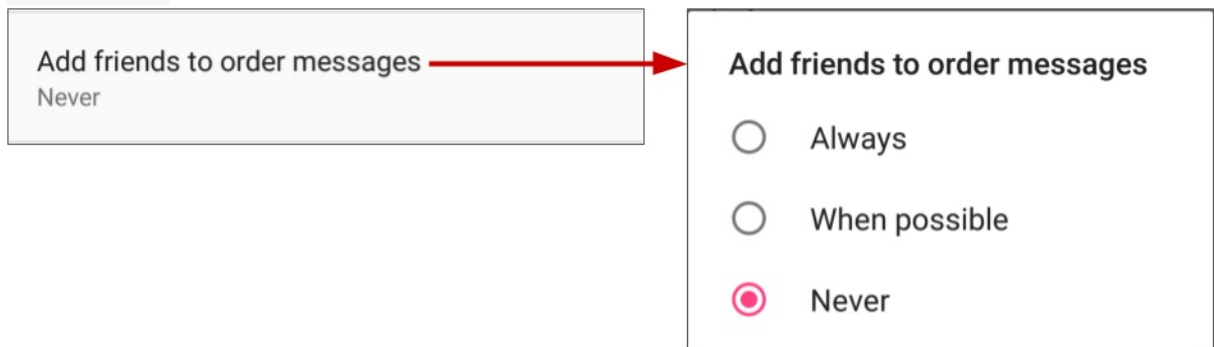 Add friends to order messages
Never
Add friends to order messages
Always
When possible
Never